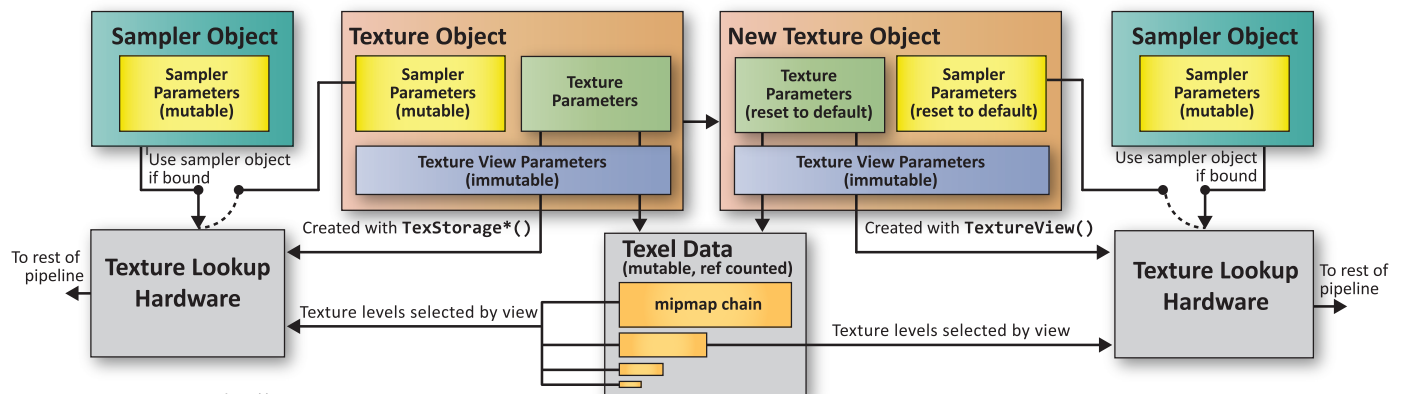 Sampler Object
Sampler
Parameters
(mutable)
Use sampler object
if bound
Texture Object
Sampler
Parameters
(mutable)
Texture
Parameters
Texture View Parameters
(immutable)
New Texture Object
Texture
Parameters
(reset to default)
Sampler
Parameters
(reset to default)
Texture View Parameters
(immutable)
Sampler Object
Sampler
Parameters
(mutable)
Use sampler object
if bound
Created with TexStorage*()
Created with TextureView()
To rest of
pipeline
Texture Lookup
Hardware
Texel Data
(mutable, ref counted)
mipmap chain
Texture levels selected by view
Texture levels selected by view
Texture Lookup
Hardware
To rest of
pipeline